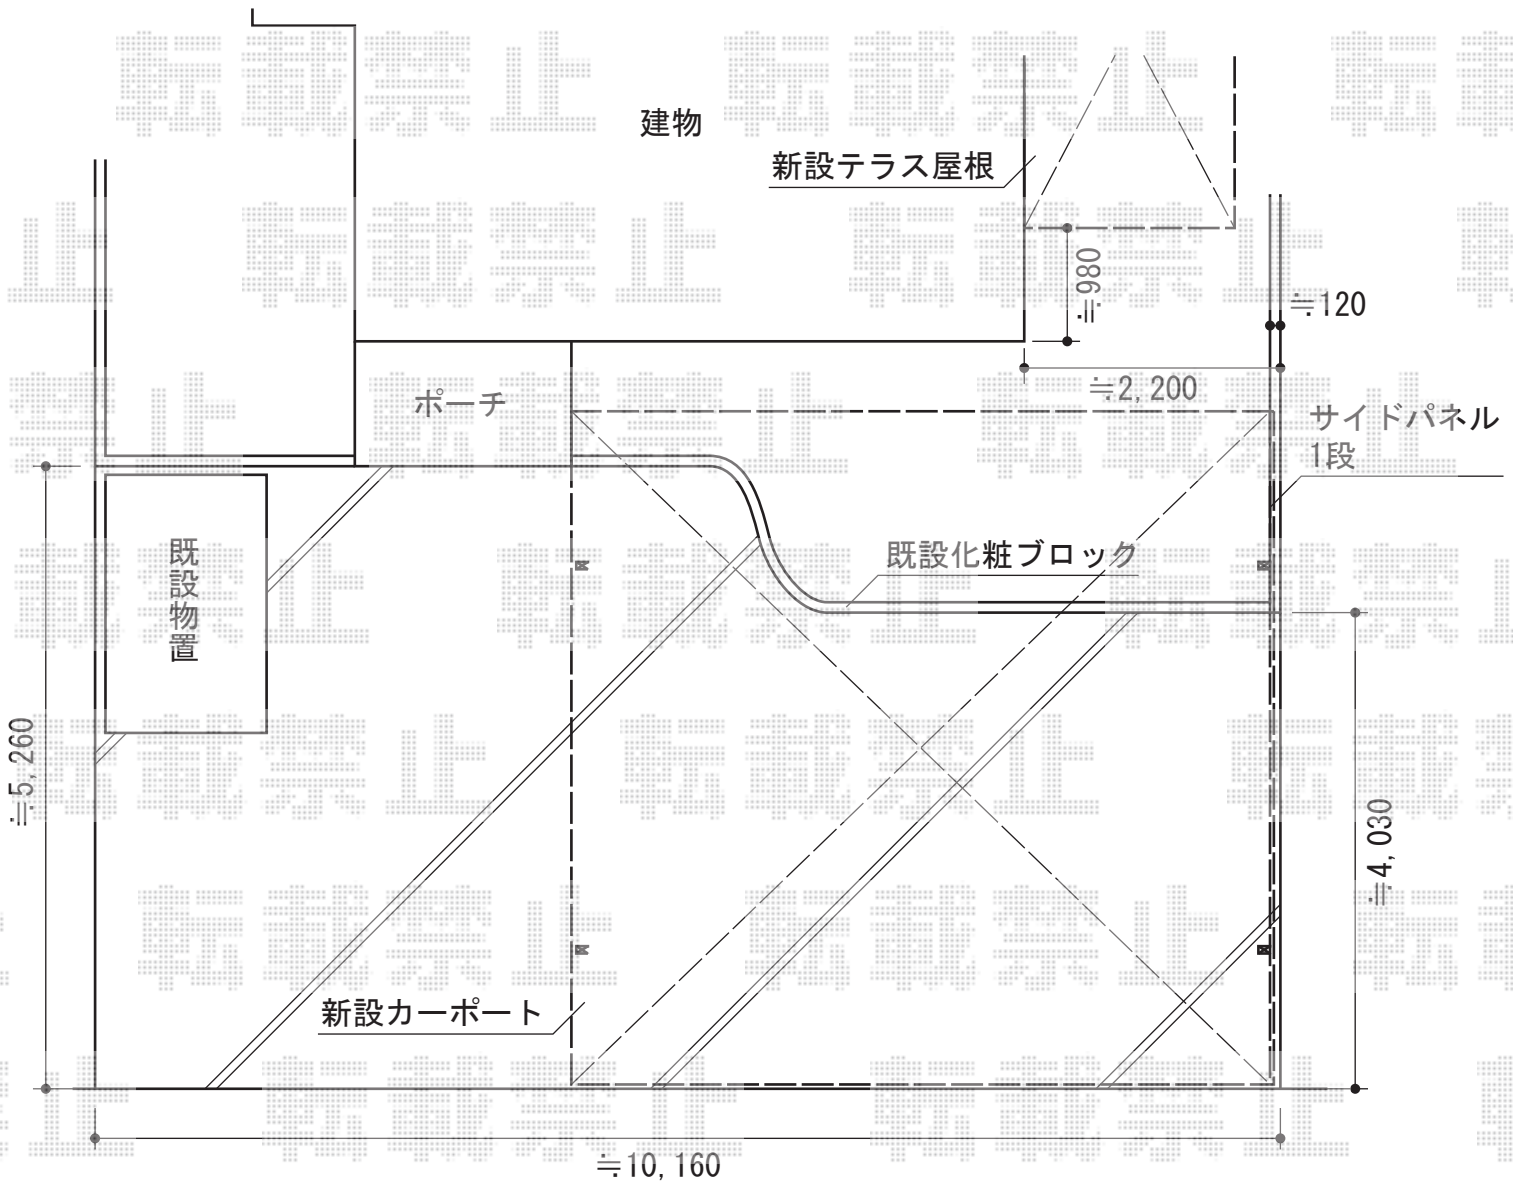 建物
新設テラス屋根
≒980
≒120
≒2,200
ポーチ
サイドパネル
1段
既設化粧ブロック
既設物置
≒5,260
≒4,030
新設カーポート
≒10,160
転載禁止